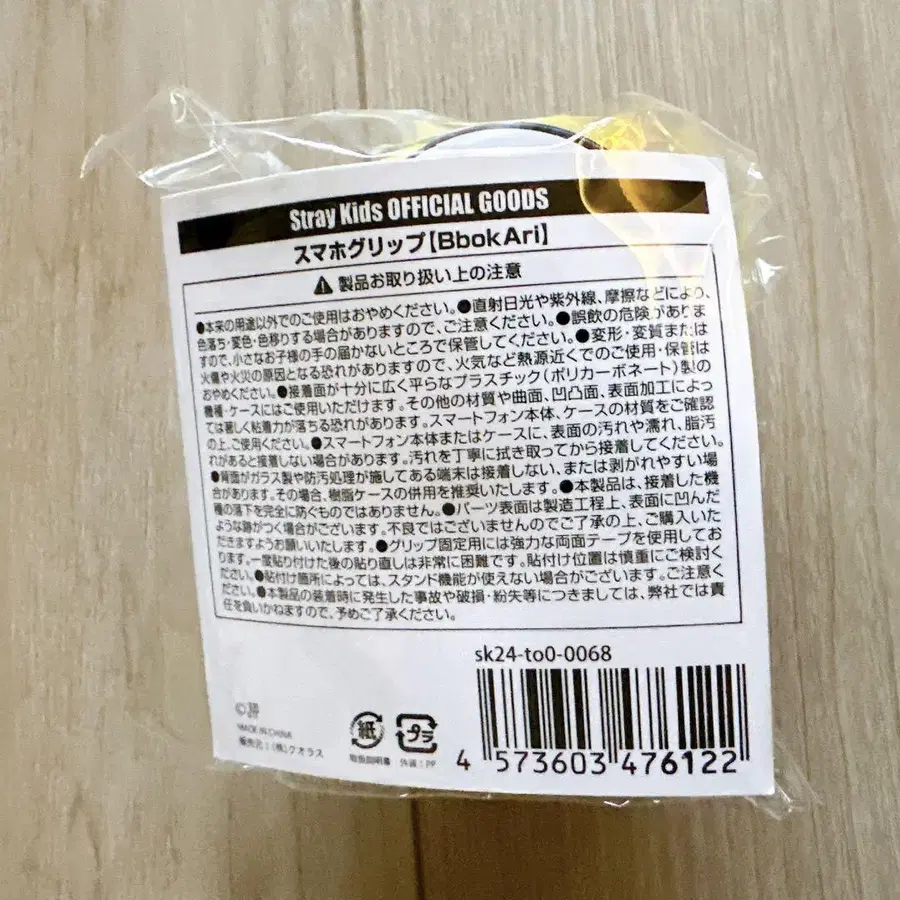 Stray Kids OFFICIAL GOODS
スマホグリップ【BbokAri】
製品お取り扱い上の注意
●本来の用途以外でのご使用はおやめください。●直射日光や紫外線、摩擦などにより、
色落ち・変色・色移りする場合がありますので、ご注意ください。●誤飲の危険がありま
すので、小さなお子様の手の届かないところで保管してください。●変形・変質または
火傷や火災の原因となる恐れがありますので、火気など熱源近くでのご使用・保管は
おやめください。●接着面が十分に広く平らなプラスチック(ポリカーボネート)製の
機種・ケースにはご使用いただけます。その他の材質や曲面、凹凸面、表面加工によっ
ては著しく粘着力が落ちる恐れがあります。スマートフォン本体、ケースの材質をご確認
の上、ご使用ください。●スマートフォン本体またはケースに、表面の汚れや濡れ、脂汚
れがあると接着しない場合があります。汚れを丁寧に拭き取ってから接着してください。
●背面がガラス製や防汚処理が施してある端末は接着しない、または剥がれやすい場
合があります。その場合、樹脂ケースの併用を推奨いたします。●本製品は、接着した機
種の落下を完全に防ぐものではありません。●パーツ表面は製造工程上、表面に凹んだ
ような跡がつく場合がございます。不良ではございませんのでご了承の上、ご購入いた
だきますようお願いいたします。●グリップ固定用には強力な両面テープを使用してお
ります。一度貼り付けた後の貼り直しは非常に困難です。貼付け位置は慎重にご検討く
ださい。●貼付け箇所によっては、スタンド機能が使えない場合がございます。ご注意く
ださい。●本製品の装着時に発生した事故や破損・紛失等につきましては、弊社では責
任を負いかねますので、予めご了承ください。
sk24-to0-0068
©
MADE IN CHINA
販売元:(株)クオラス
紙
取扱説明書
プラ
外装:PP
4 573603 476122